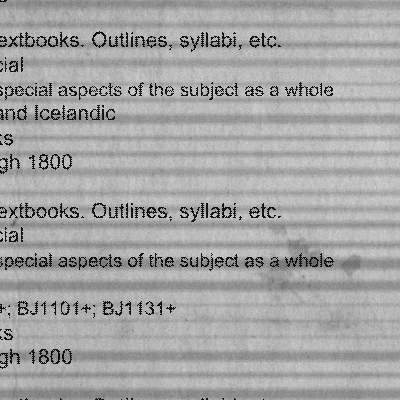 extbooks. Outlines, syllabi, etc.
cial
special aspects of the subject as a whole
and Icelandic
ks
gh 1800
extbooks. Outlines, syllabi, etc.
cial
special aspects of the subject as a whole
+; BJ1101+; BJ1131+
ks
gh 1800